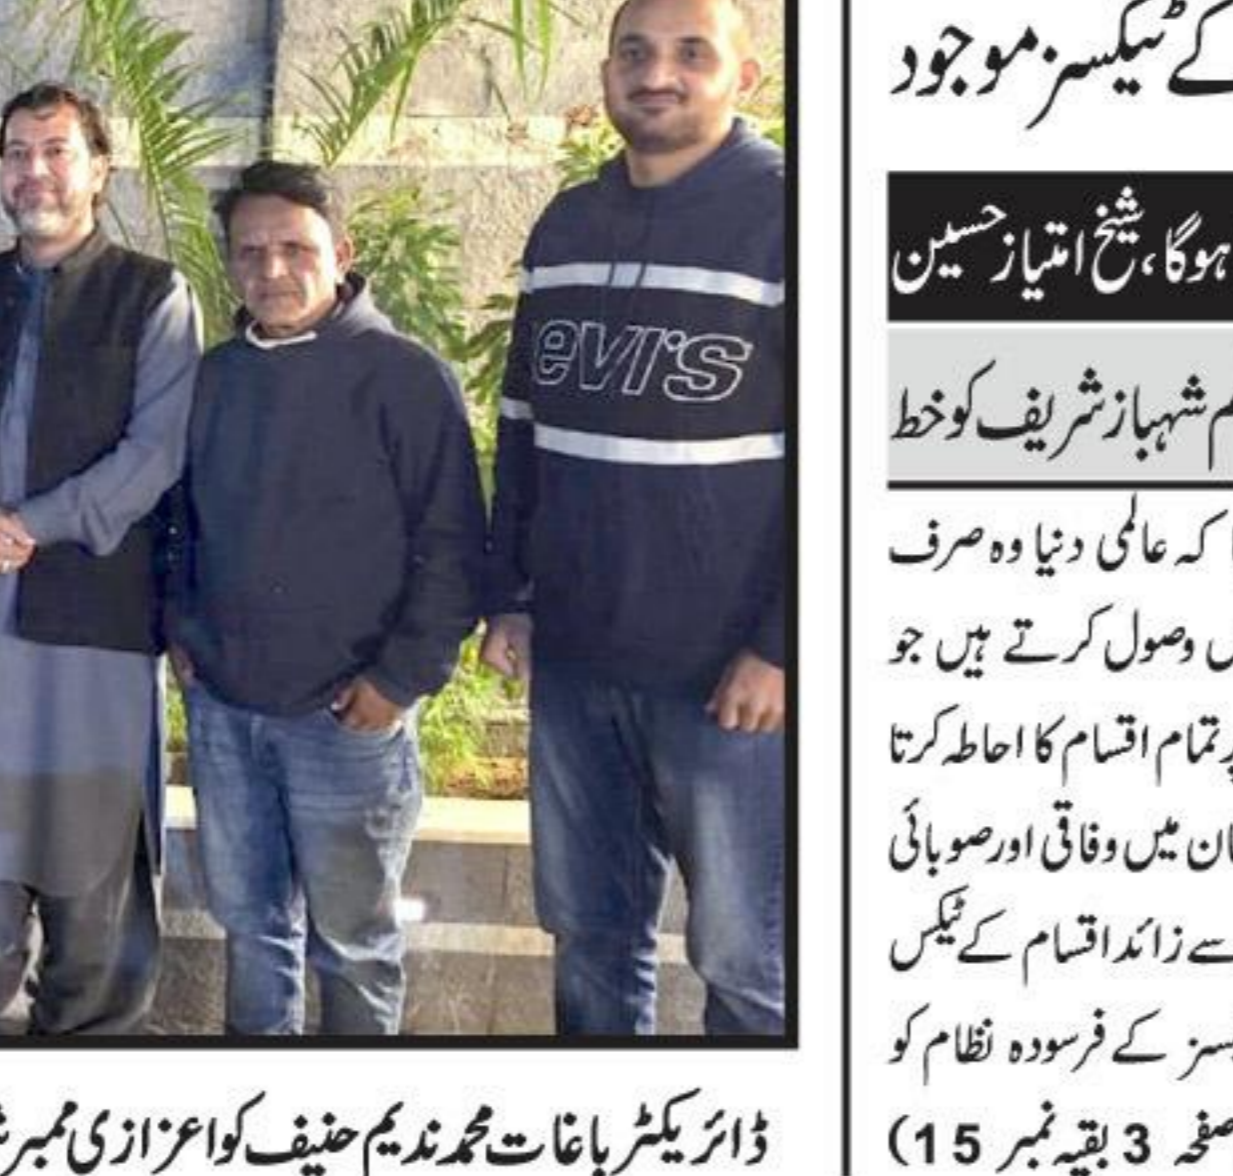 evi's
ڈائریکٹر باغات محمد ندیم حنیف کو اعزازی ممبر
کے ٹیکسز موجود
ہوگا، شیخ امتیاز حسین
شہباز شریف کو خط
کہ عالمی دنیا وہ صرف
وصول کرتے ہیں جو
تمام اقسام کا احاطہ کرتا
میں وفاقی اور صوبائی
سے زائد اقسام کے ٹیکس
کے فرسودہ نظام کو
صفحہ 3 بقیہ نمبر 15)